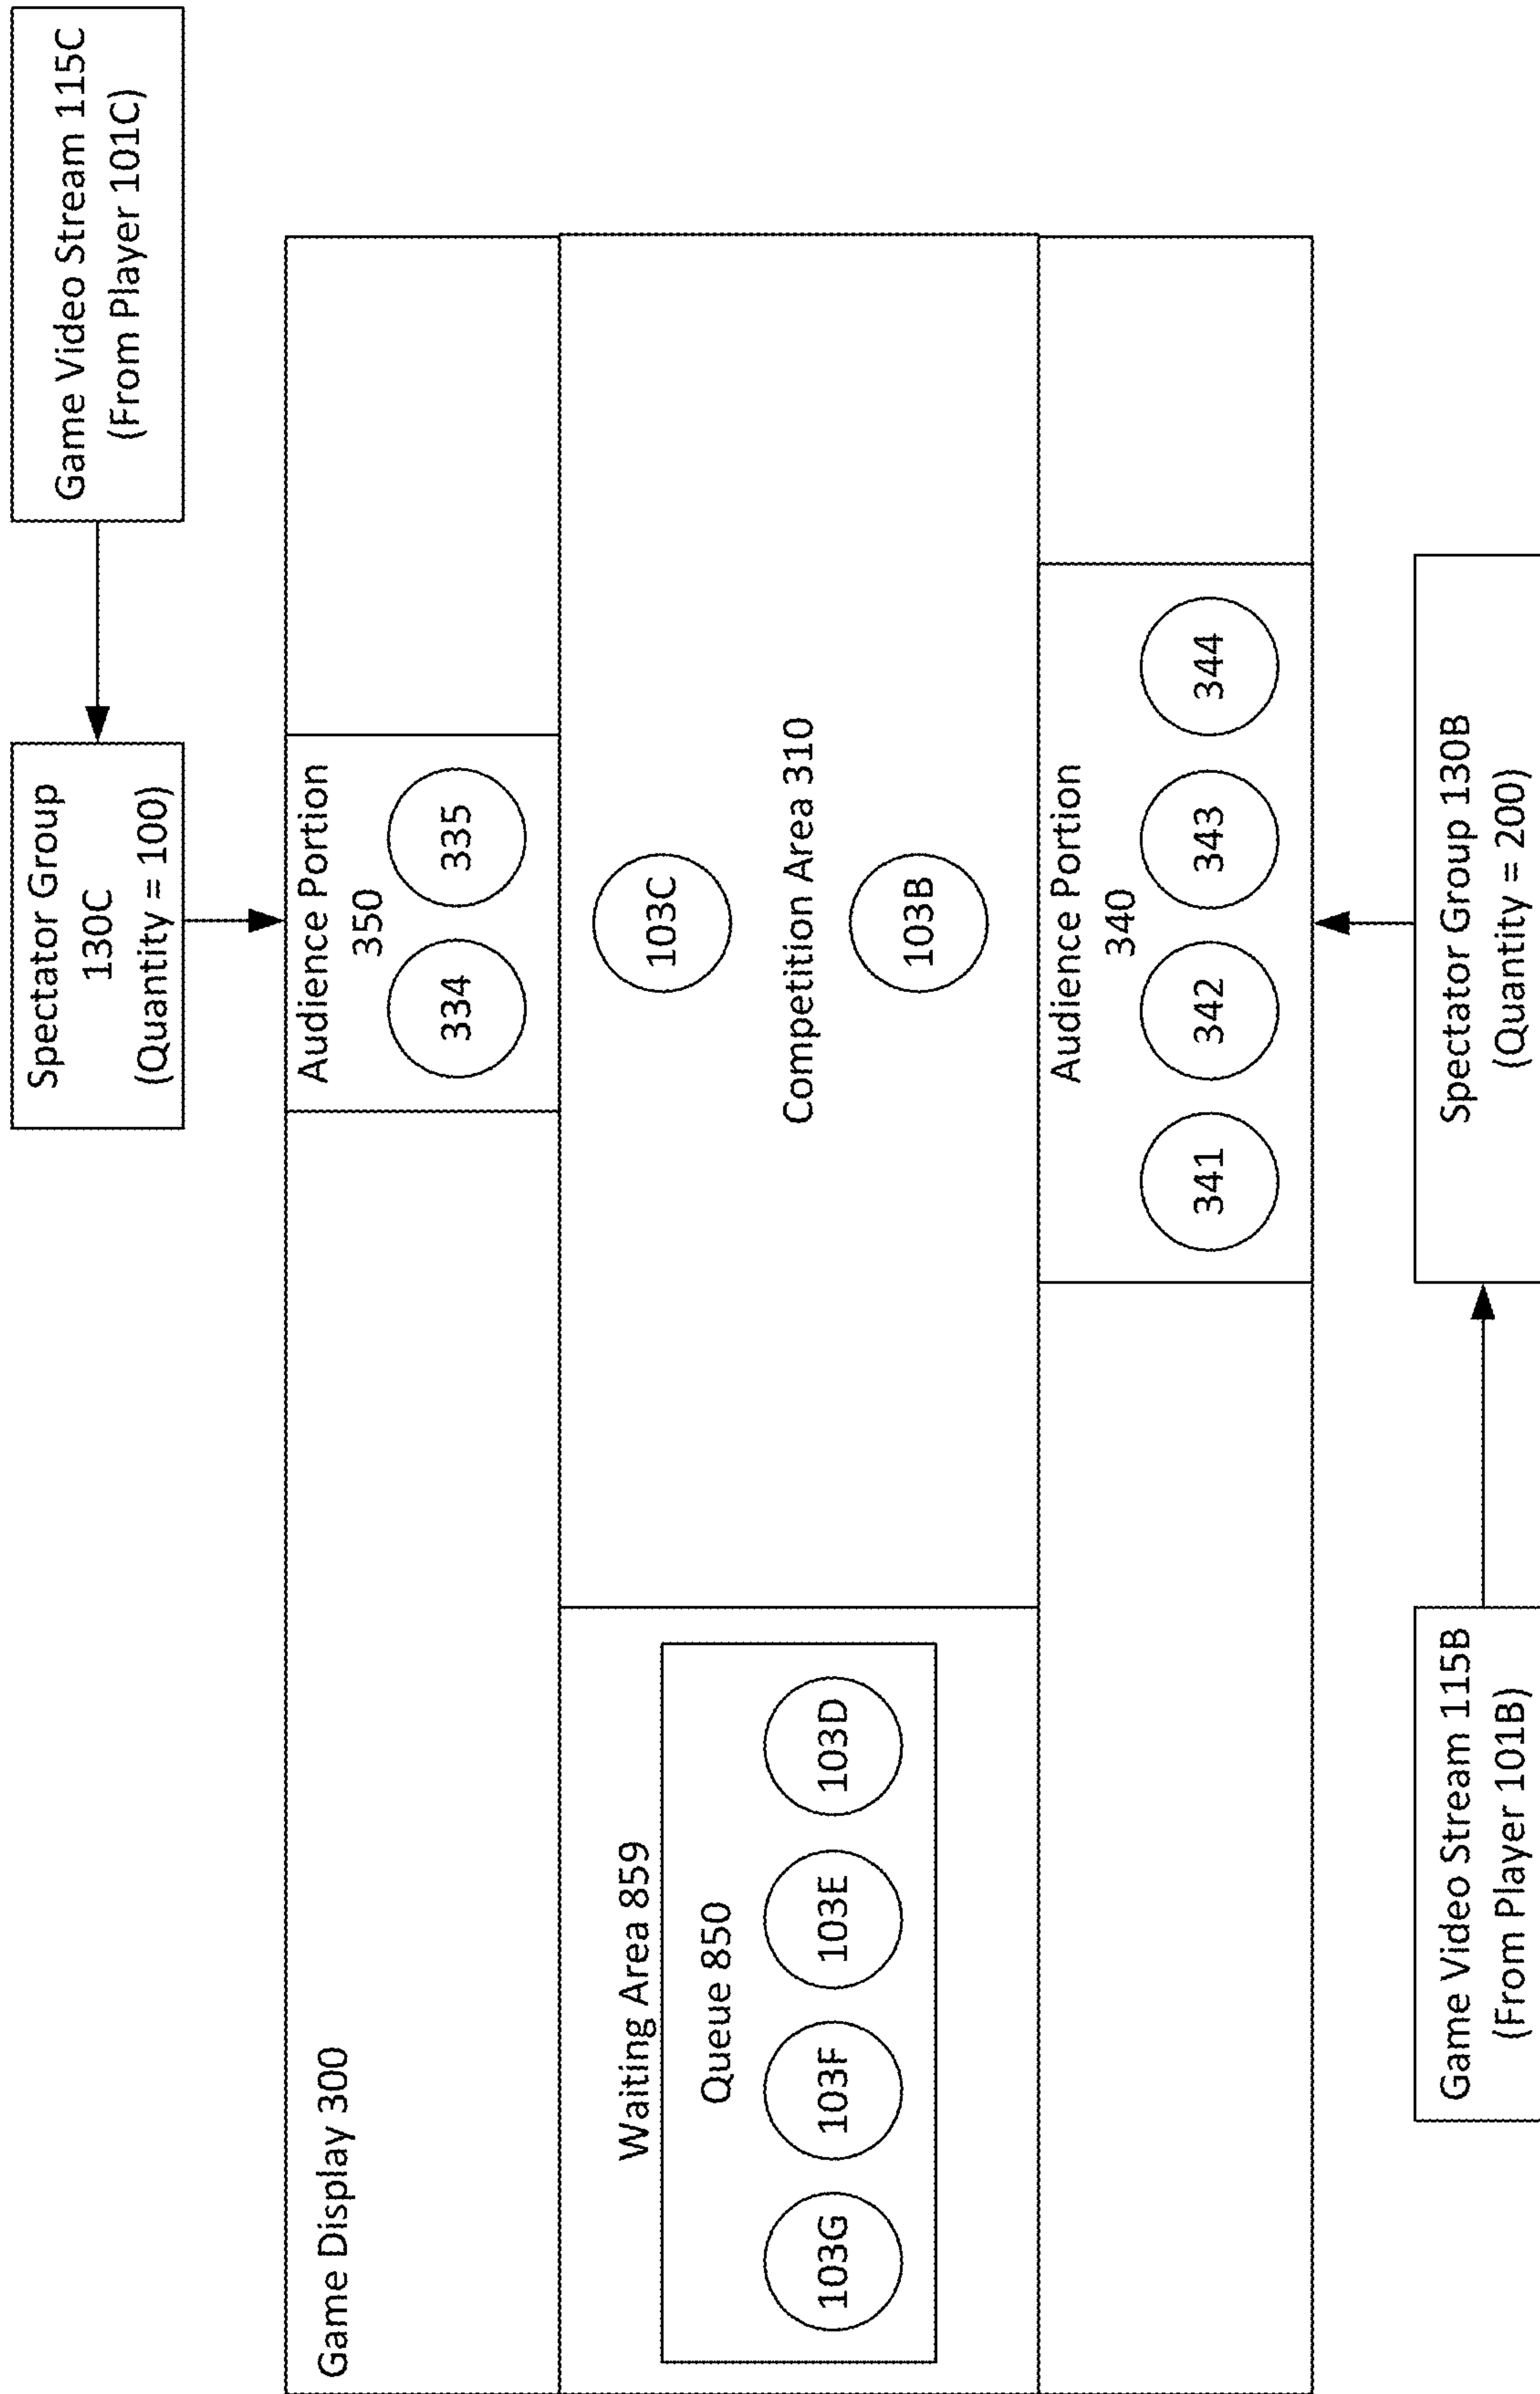 Game Video Stream 115C
(From Player 101C)
Spectator Group
130C
(Quantity = 100)
Game Display 300
Audience Portion
350
334
335
Waiting Area 859
Queue 850
103G
103F
103E
103D
103C
Competition Area 310
103B
Audience Portion
340
341
342
343
344
Game Video Stream 115B
(From Player 101B)
Spectator Group 130B
(Quantity = 200)